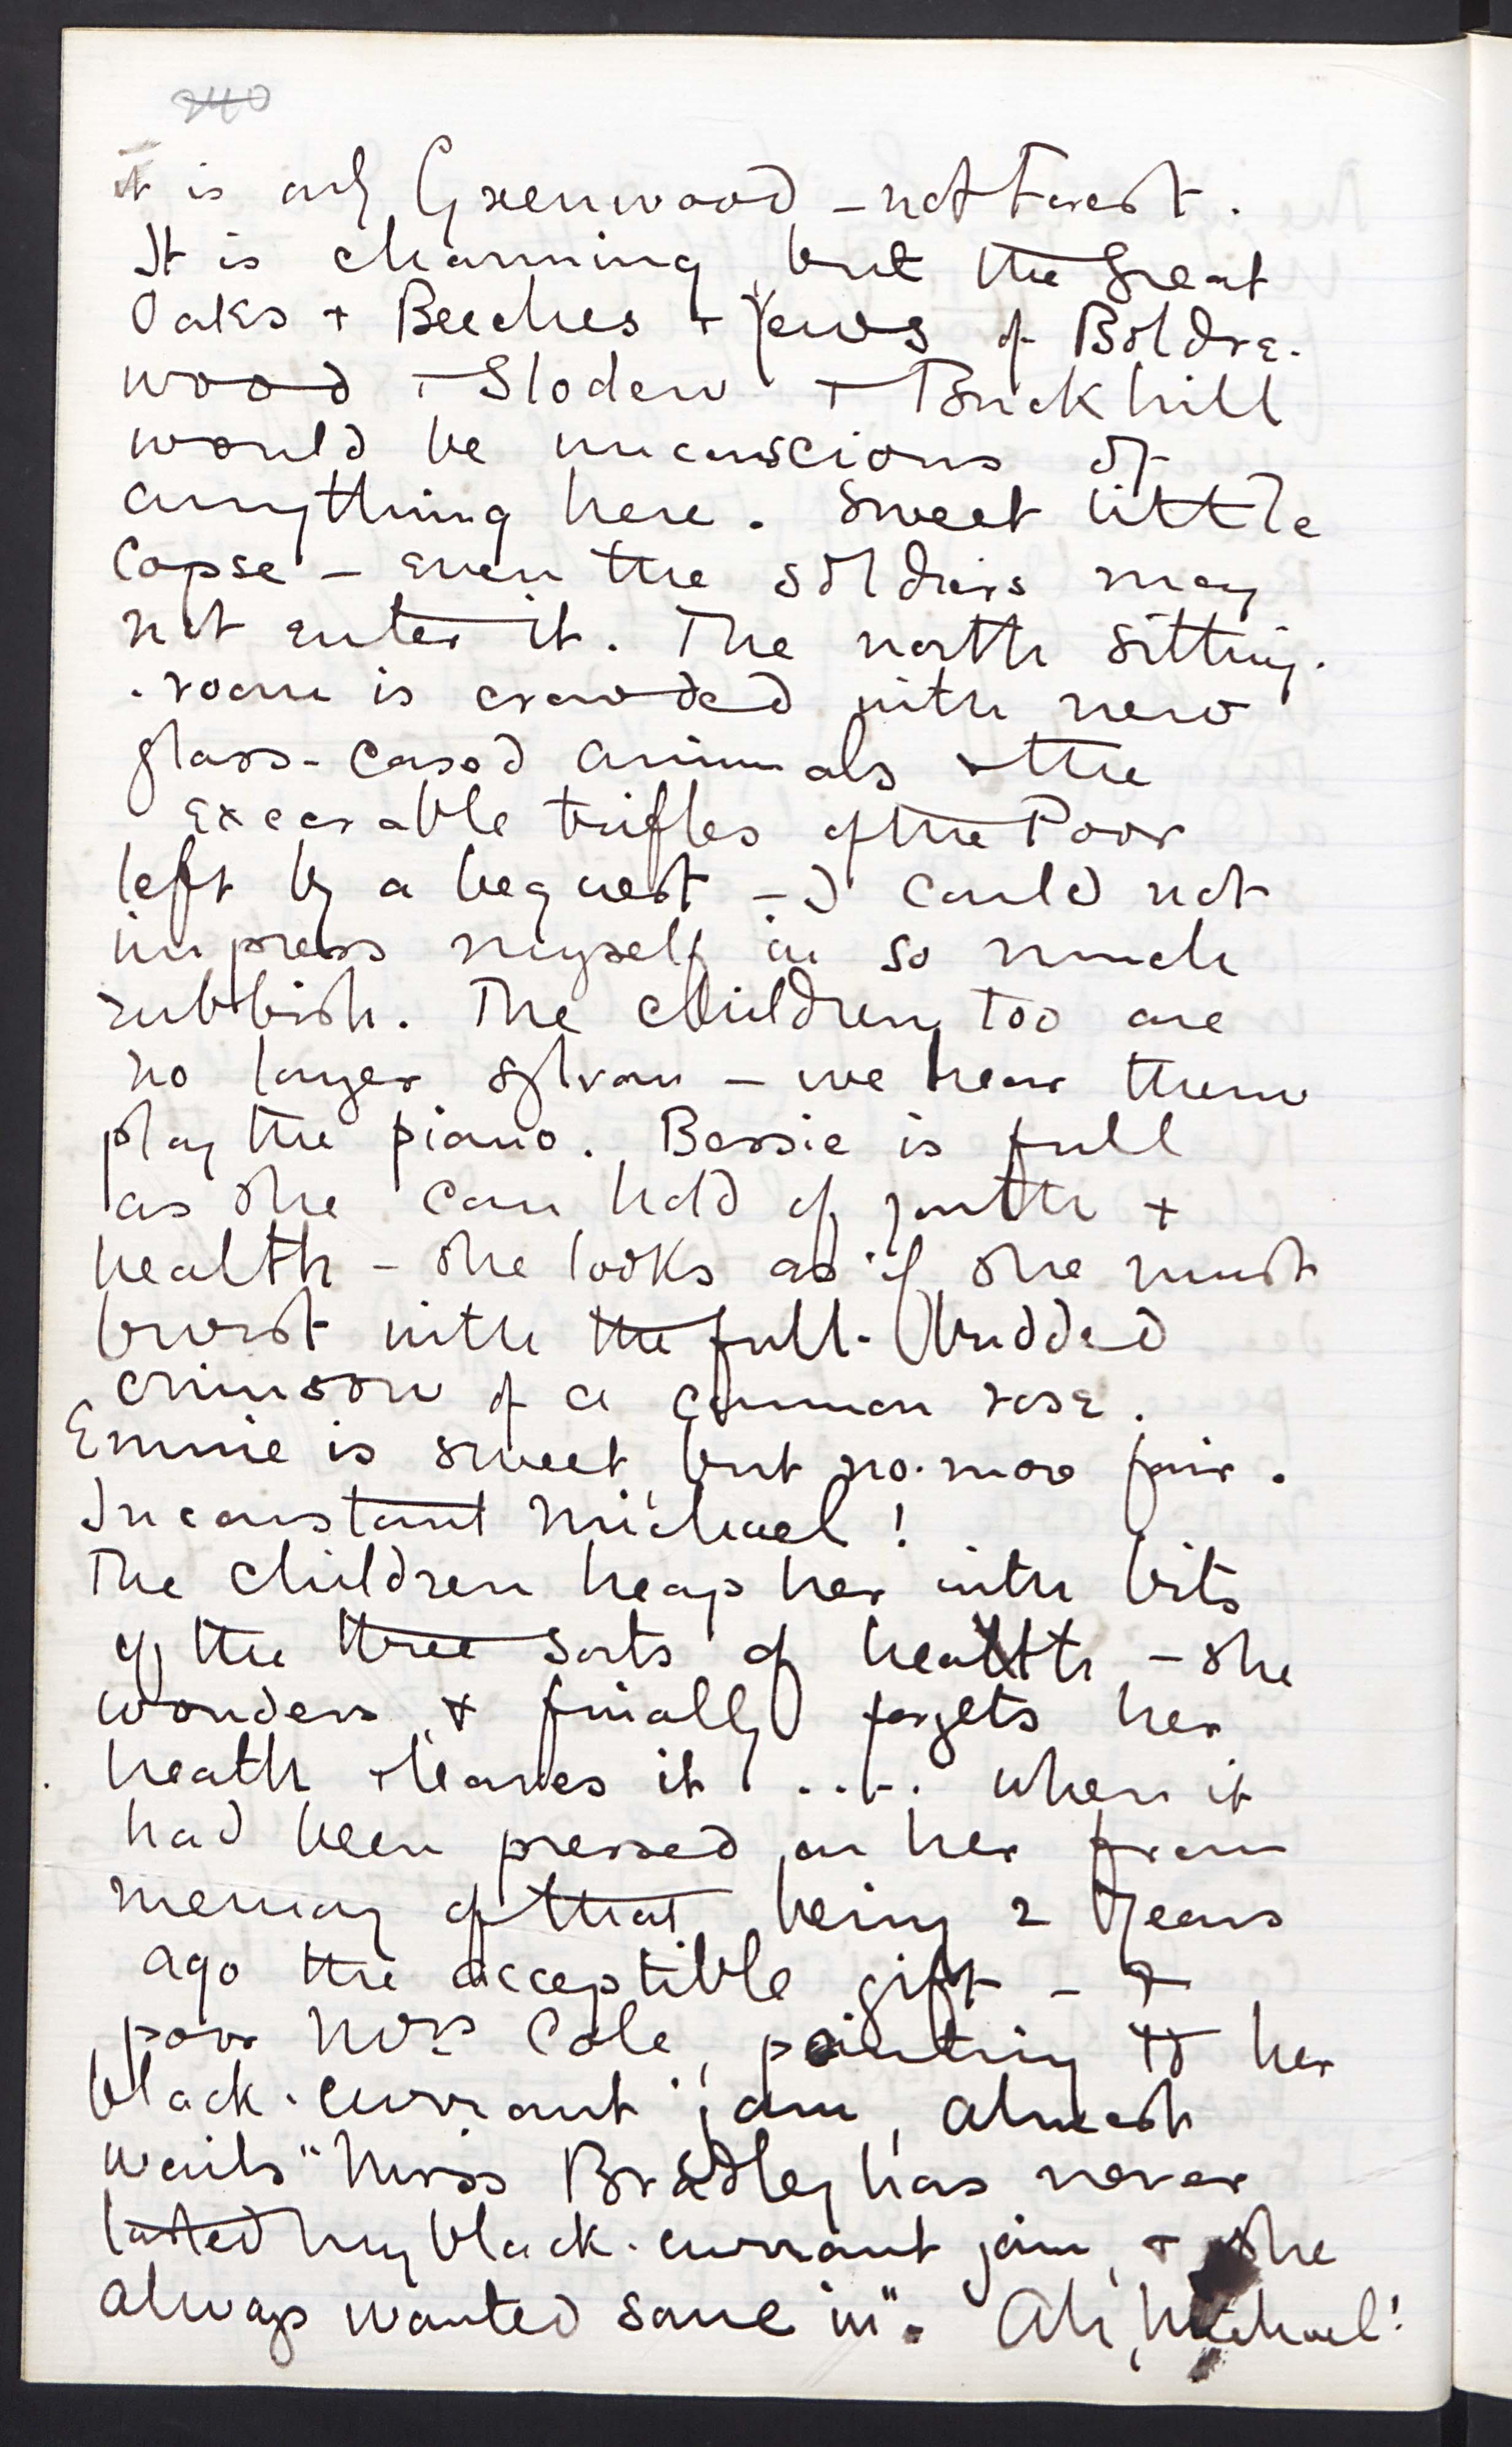 240
it is only Greenwood - not Forest.
It is charming, but the Great
Oaks + Beeches + Yews of Boldre-
wood + Sloden + Buckhill
would be unconscious of
anything here. Sweet little
Copse - even the soldiers may
not enter it. The north sitting-
-room is crowded with new
glass-cased animals + the
execrable trifles of the Poor
left by a bequest - I could not
impress myself in so much
rubbish. The children, too are
no longer sylvan - we hear them
play the piano. Bessie is full
as she can hold of youth +
health - she looks as if she must
burst with the full-budded
crimson of a common rose.
Emmie is sweet, but no more fair.
Inconstant Michael!
The children heap her with bits
of the three sorts of heath - she
wonders, + finally forgets her
heath + leaves it .... when it
had been pressed on her from
memory of that being 2 years
ago the acceptible gift - +
poor Mrs Cole, pointing to her
black-currant jam, almost
wails "Miss Bradley has never
tasted my black-currant jam, + she
always wanted some in". Ah, Michael!